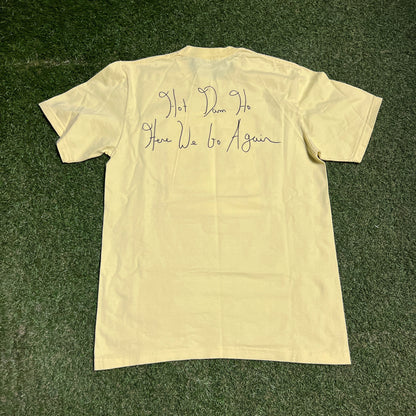 Hot Dam Ho
Here We Go Again